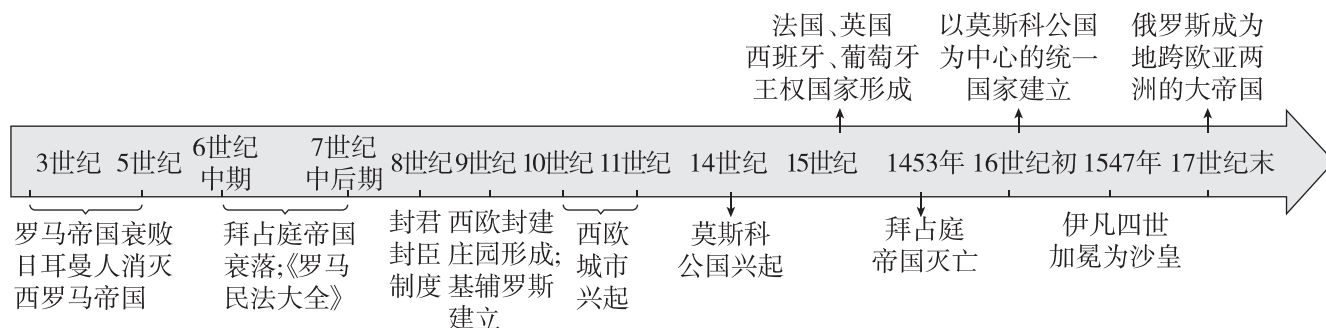 法国、英国
西班牙、葡萄牙
王权国家形成
以莫斯科公国
为中心的统一
国家建立
俄罗斯成为
地跨欧亚两
洲的大帝国
3世纪
5世纪
6世纪
中期
7世纪
中后期
8世纪
9世纪
10世纪
11世纪
14世纪
15世纪
1453年
16世纪初
1547年
17世纪末
罗马帝国衰败
日耳曼人消灭
西罗马帝国
拜占庭帝国
衰落;《罗马
民法大全》
封君
封臣
制度
西欧封建
庄园形成;
基辅罗斯
建立
西欧
城市
兴起
莫斯科
公国兴起
拜占庭
帝国灭亡
伊凡四世
加冕为沙皇